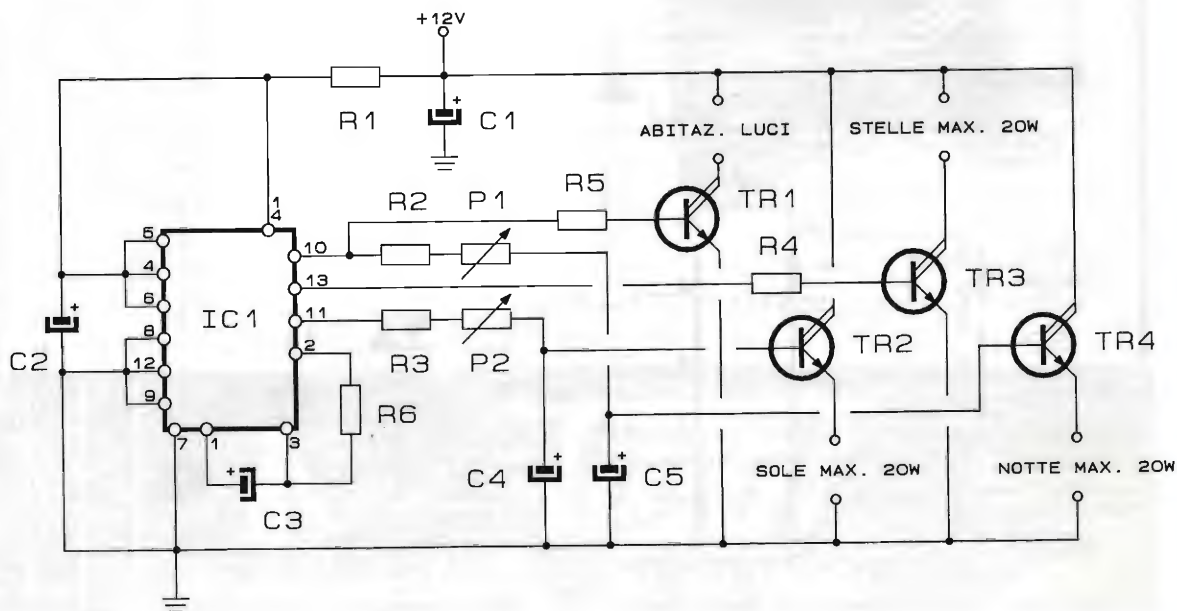 +12V
R1
C1
ABITAZ. LUCI
STELLE MAX. 20W
R2
P1
R5
TR1
R4
1
4
5
10
4
13
6
IC1
11
TR3
8
2
R3
P2
TR2
TR4
C2
12
R6
9
7
1
3
C4
C5
SOLE MAX. 20W
NOTTE MAX. 20W
C3
+
+
+
+
+